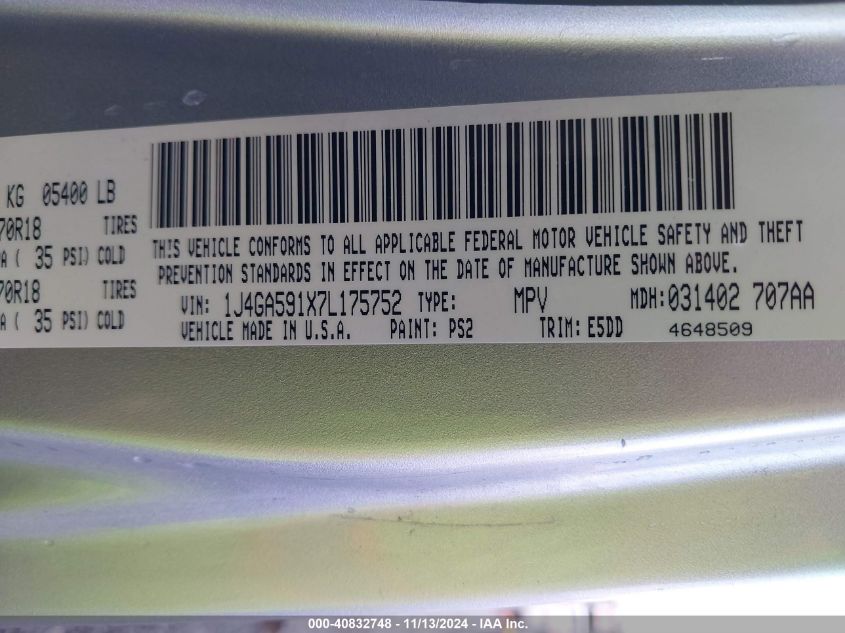 KG 05400 LB
70R18 TIRES
A ( 35 PSI) COLD
70R18 TIRES
A ( 35 PSI) COLD
THIS VEHICLE CONFORMS TO ALL APPLICABLE FEDERAL MOTOR VEHICLE SAFETY AND THEFT
PREVENTION STANDARDS IN EFFECT ON THE DATE OF MANUFACTURE SHOWN ABOVE.
VIN: 1J4GA591X7L175752 TYPE: MPV MDH: 031402 707AA
VEHICLE MADE IN U.S.A. PAINT: PS2 TRIM: E5DD 4648509
000-40832748 - 11/13/2024 - IAA Inc.